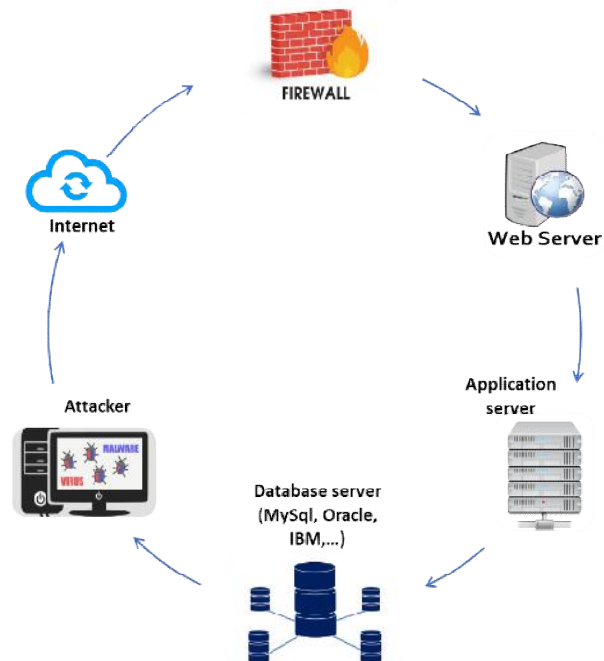 FIREWALL
Internet
Web Server
Attacker
MALWARE
VIRUS
Application
server
Database server
(MySql, Oracle,
IBM,...)